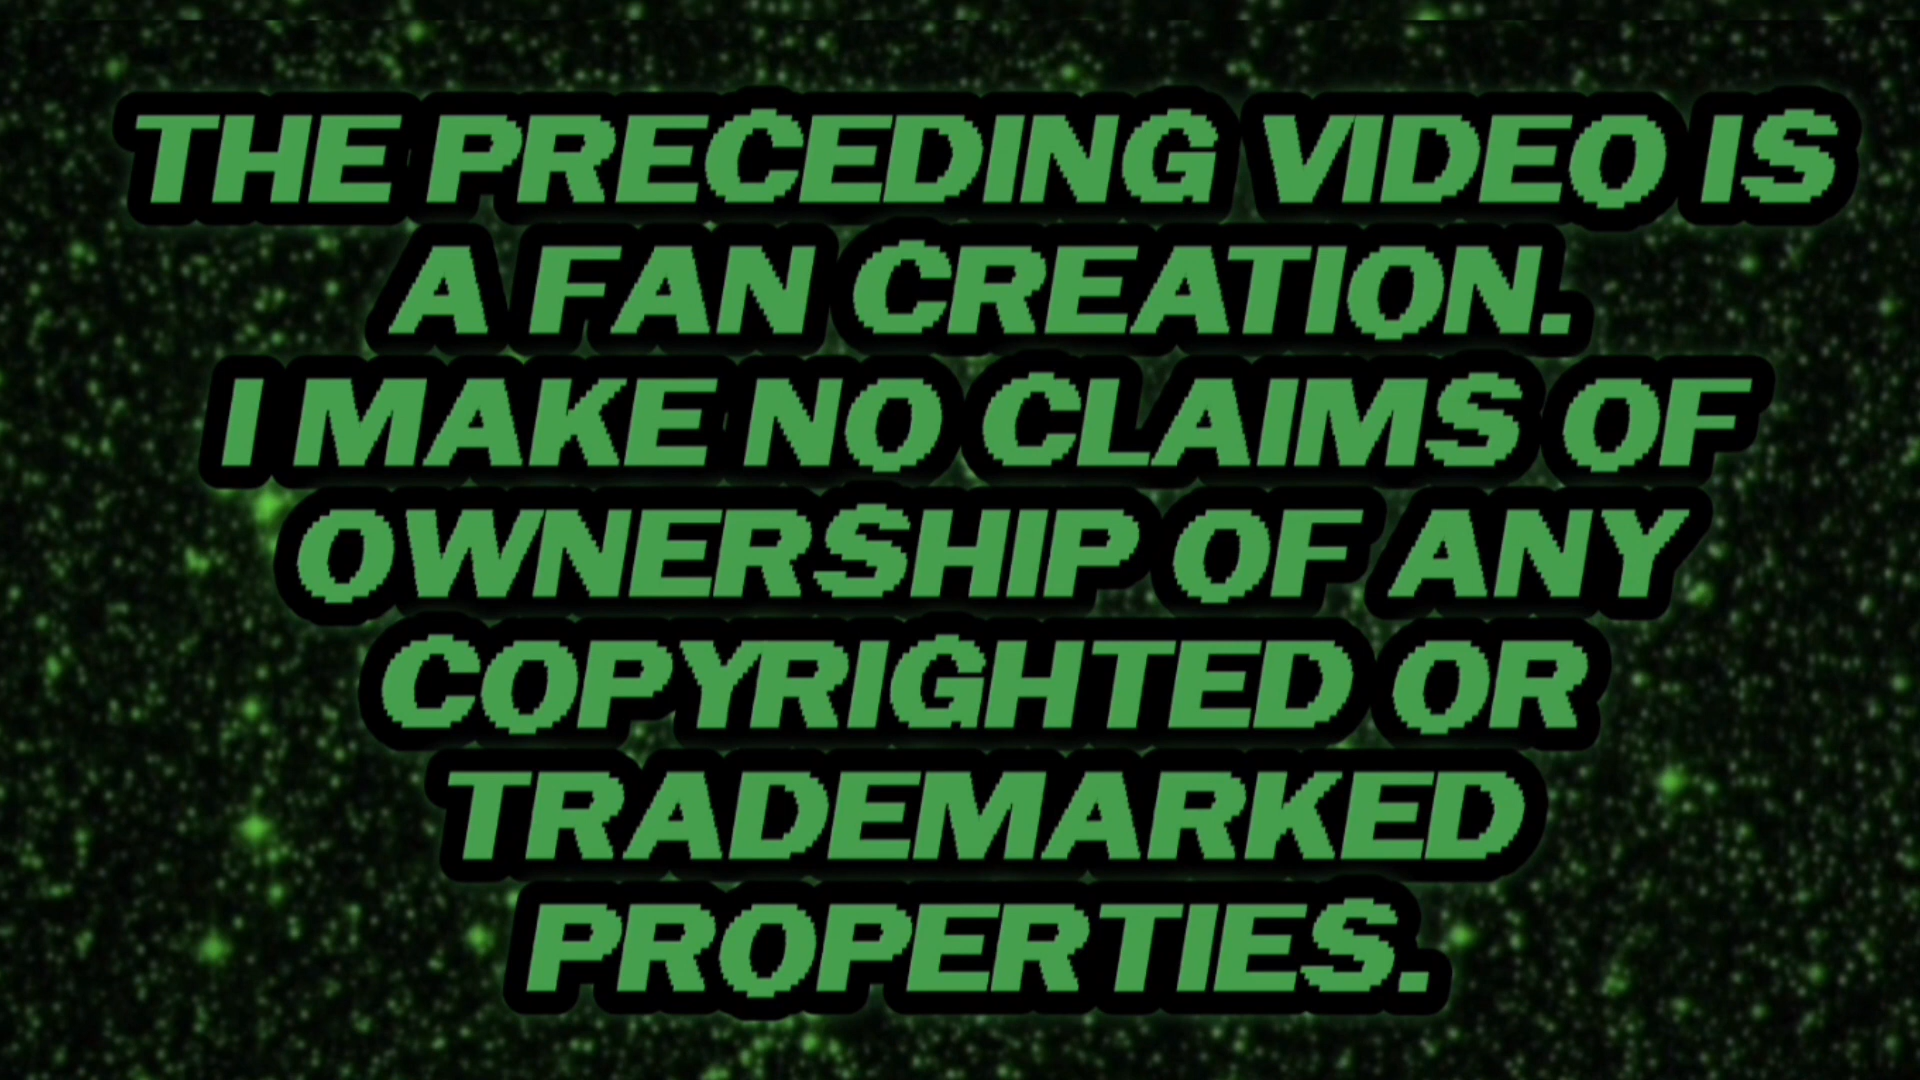 THE PRECEDING VIDEO IS
A FAN CREATION.
I MAKE NO CLAIMS OF
OWNERSHIP OF ANY
COPYRIGHTED OR
TRADEMARKED
PROPERTIES.